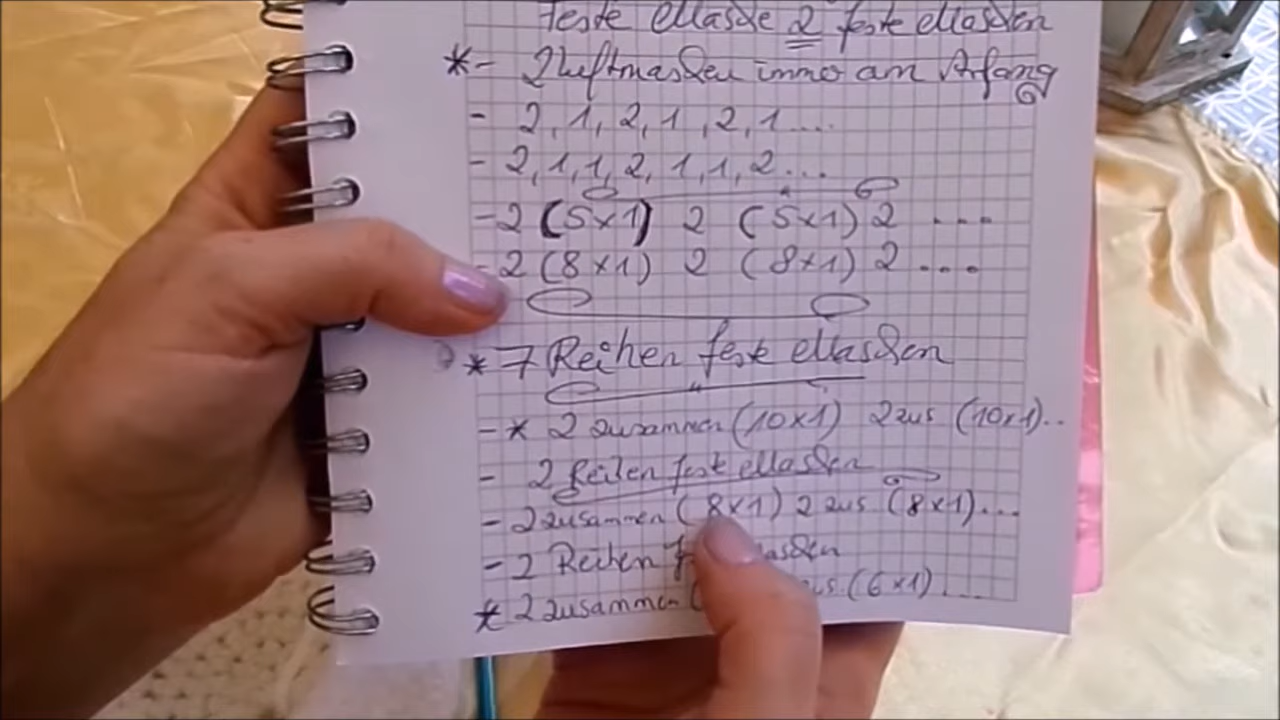 feste Masche 2 feste Maschen
*- 2 Luftmaschen immer am Anfang
- 2, 1, 2, 1, 2, 1....
- 2, 1, 1, 2, 1, 1, 2...
- 2 (5x1) 2 (5x1) 2 ...
- 2 (8x1) 2 (8x1) 2 ...
* 7 Reihen feste Maschen
- * 2 zusammen (10x1) 2 zus (10x1)..
- 2 Reihen feste Maschen
- 2 zusammen (8x1) 2 zus (8x1)...
- 2 Reihen
* 2 zusammen ( (6x1)....